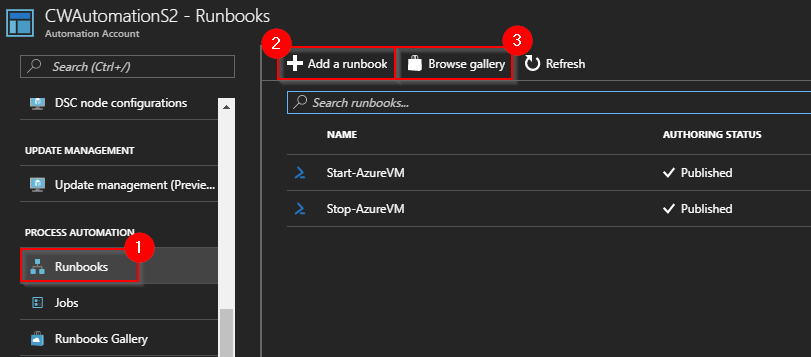 CWAutomationS2 - Runbooks
Automation Account
Search (Ctrl+/)
DSC node configurations
UPDATE MANAGEMENT
Update management (Previe...
PROCESS AUTOMATION
1
Runbooks
Jobs
Runbooks Gallery
2
3
Add a runbook
Browse gallery
Refresh
Search runbooks...
NAME AUTHORING STATUS
Start-AzureVM Published
Stop-AzureVM Published